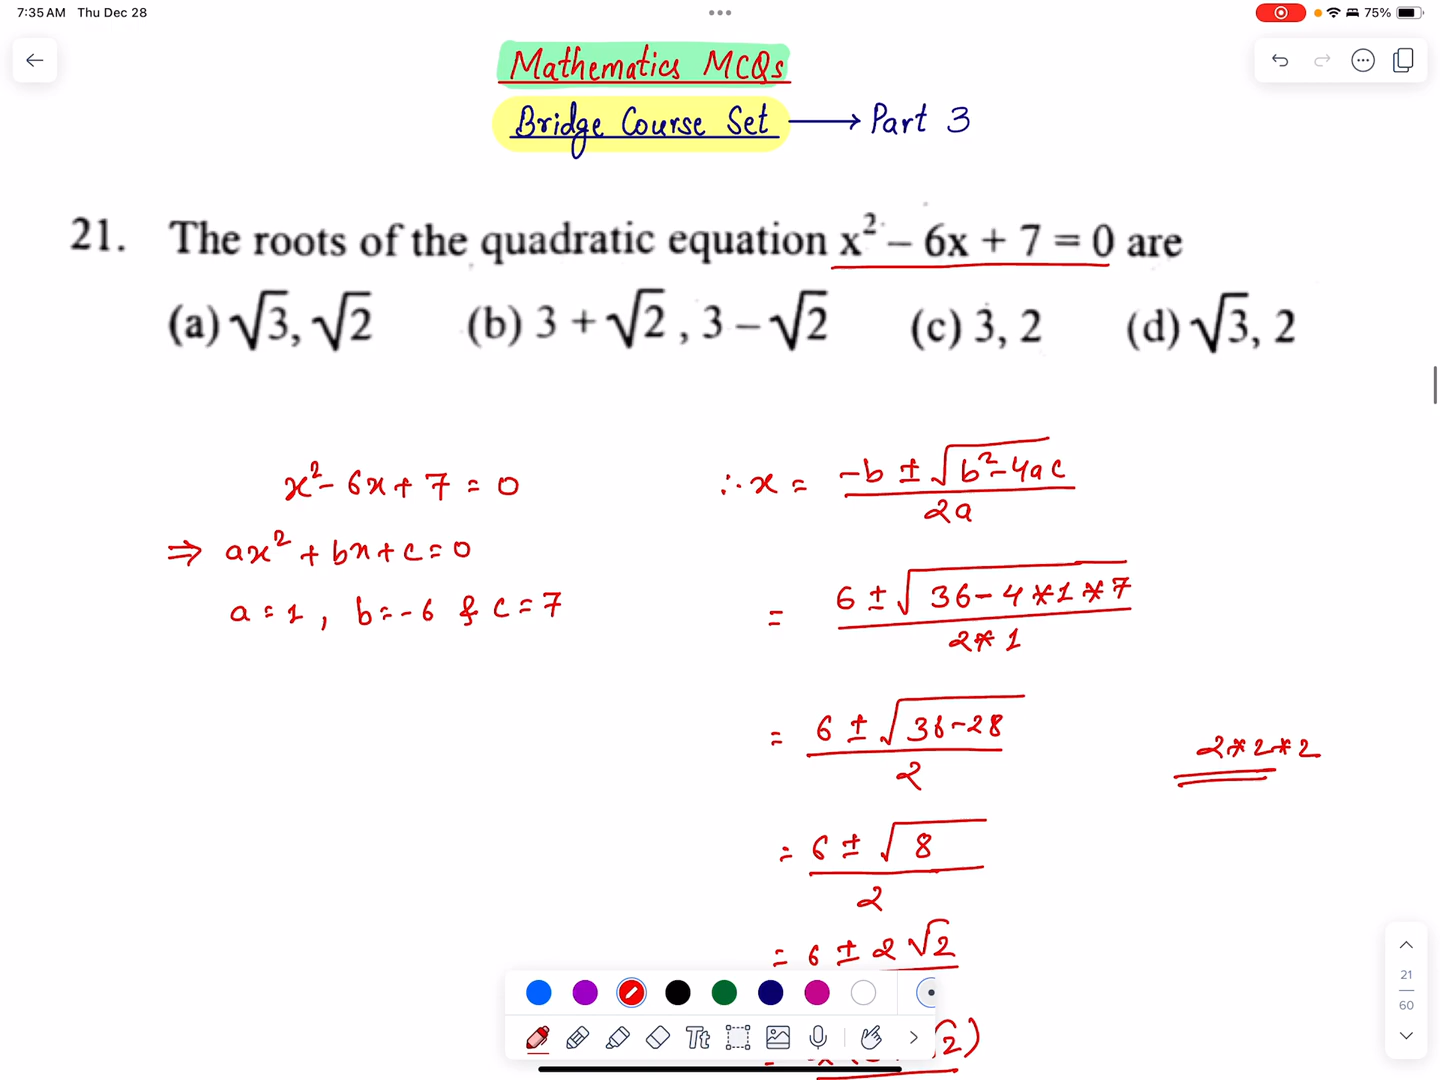 7:35 AM Thu Dec 28
75%
Mathematics MCQs
Bridge Course Set → Part 3
21. The roots of the quadratic equation x² – 6x + 7 = 0 are
(a) √3, √2 (b) 3 + √2 , 3 – √2 (c) 3, 2 (d) √3, 2
x² - 6x + 7 = 0
⇒ ax² + bx + c = 0
a = 1 , b = -6 & c = 7
∴ x = (-b ± √(b² - 4ac)) / 2a
= (6 ± √(36 - 4*1*7)) / 2*1
= (6 ± √(36-28)) / 2
2*2*2
= (6 ± √8) / 2
= 6 ± 2√2
√2)
Tt
21
60